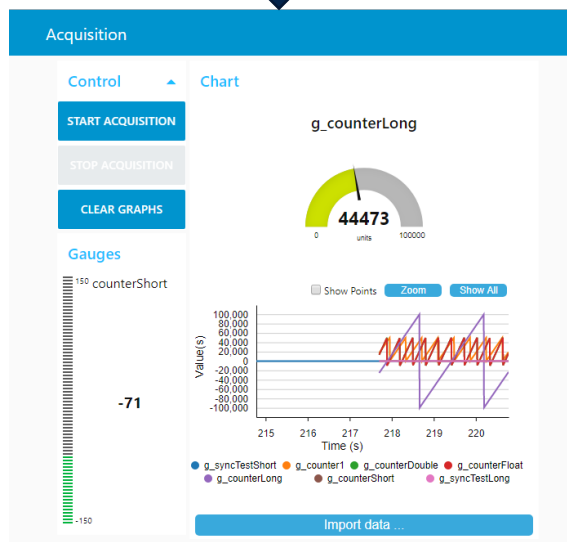 Acquisition
Control
START ACQUISITION
STOP ACQUISITION
CLEAR GRAPHS
Gauges
150 counterShort
-71
-150
Chart
g_counterLong
44473
0 units 100000
Show Points Zoom Show All
Value(s)
100,000
80,000
60,000
40,000
20,000
0
-20,000
-40,000
-60,000
-80,000
-100,000
215 216 217 218 219 220
Time (s)
g_syncTestShort g_counter1 g_counterDouble g_counterFloat
g_counterLong g_counterShort g_syncTestLong
Import data ...